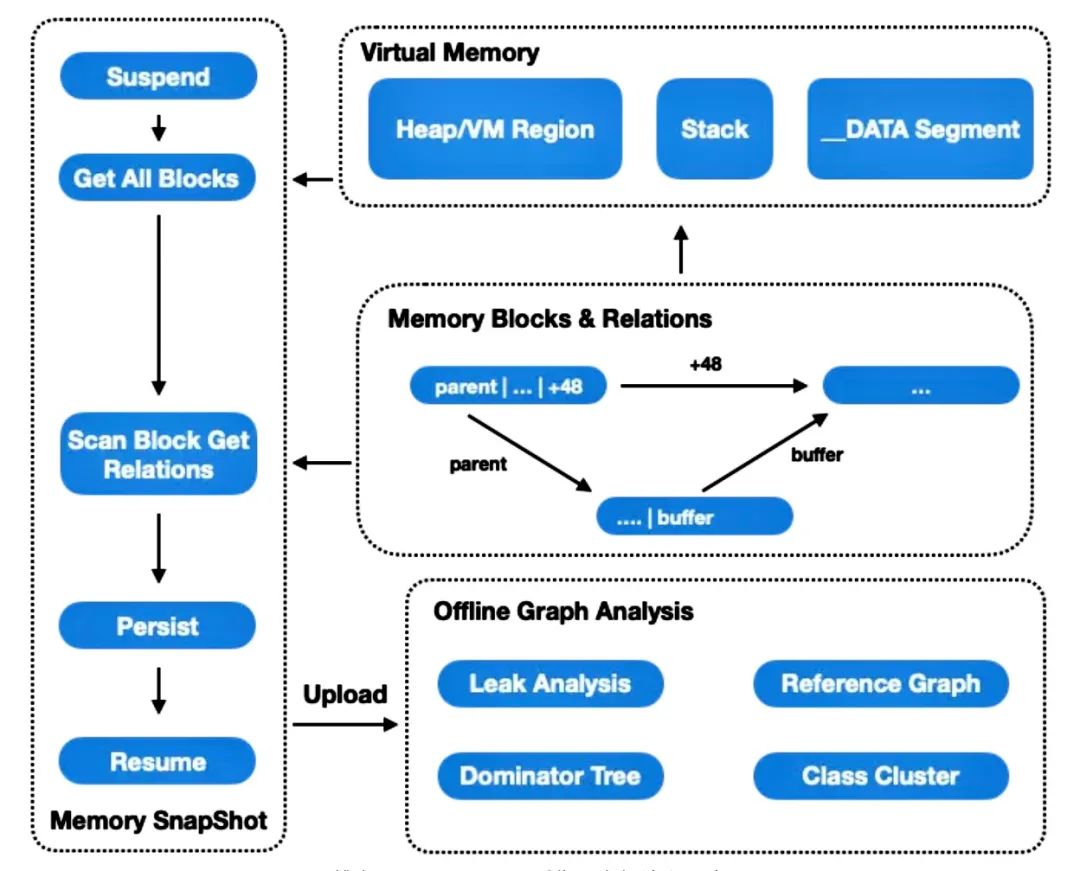 Suspend
Get All Blocks
Scan Block Get
Relations
Persist
Resume
Memory SnapShot
Virtual Memory
Heap/VM Region
Stack
__DATA Segment
Memory Blocks & Relations
parent | ... | +48
+48
...
parent
buffer
.... | buffer
Upload
Offline Graph Analysis
Leak Analysis
Reference Graph
Dominator Tree
Class Cluster